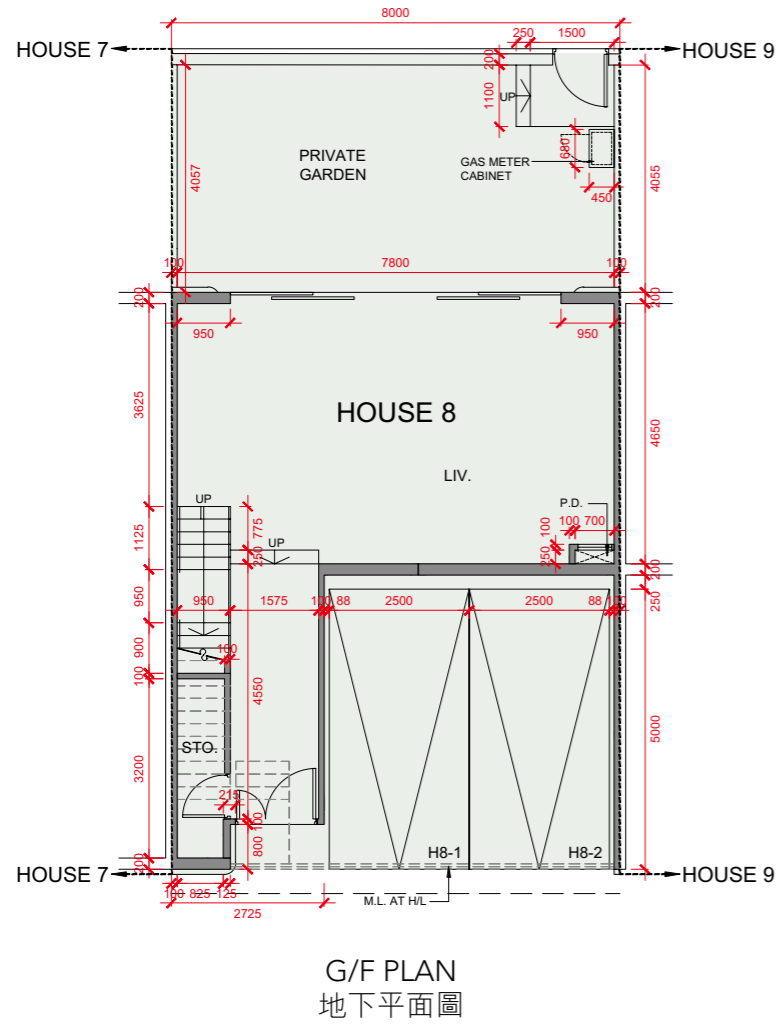 8000
HOUSE 7
HOUSE 9
250
1500
200
1100
UP
PRIVATE
GARDEN
GAS METER
CABINET
680
450
4057
4055
100
7800
100
200
200
950
950
3625
HOUSE 8
4650
LIV.
UP
P.D.
775
100
700
100
250
1125
UP
250
200
250
950
950
1575
100
88
2500
2500
88
100
900
100
100
4550
5000
STO.
3200
215
100
800
H8-1
H8-2
200
HOUSE 7
HOUSE 9
100
825
125
M.L. AT H/L
2725
G/F PLAN
地下平面圖